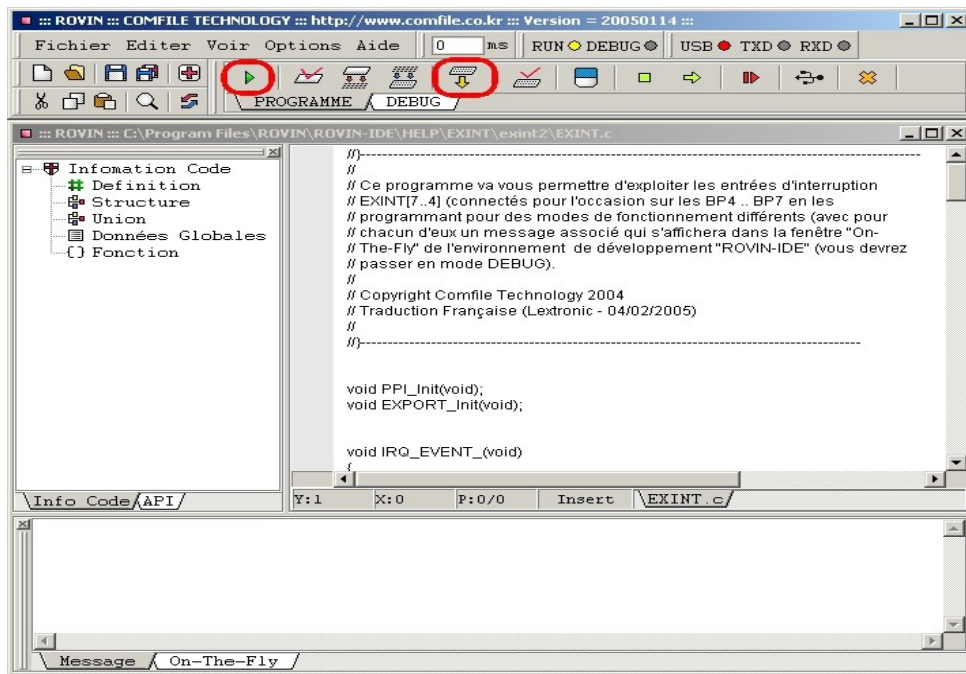 ::: ROVIN ::: COMFILE TECHNOLOGY ::: http://www.comfile.co.kr ::: Version = 20050114 :::
Fichier Editer Voir Options Aide 0 ms RUN DEBUG USB TXD RXD
PROGRAMME DEBUG
::: ROVIN ::: C:\Program Files\ROVIN\ROVIN-IDE\HELP\EXINT\exint2\EXINT.c
Infomation Code
Definition
Structure
Union
Données Globales
{} Fonction
Info Code API
//}------------------------------------------------------------
//
// Ce programme va vous permettre d'exploiter les entrées d'interruption
// EXINT[7..4] (connectés pour l'occasion sur les BP4 .. BP7 en les
// programmant pour des modes de fonctionnement différents (avec pour
// chacun d'eux un message associé qui s'affichera dans la fenêtre "On-
// The-Fly" de l'environnement de développement "ROVIN-IDE" (vous devrez
// passer en mode DEBUG).
//
// Copyright Comfile Technology 2004
// Traduction Française (Lextronic - 04/02/2005)
//
//}------------------------------------------------------------
void PPI_Init(void);
void EXPORT_Init(void);
void IRQ_EVENT_(void)
{
Y:1 X:0 P:0/0 Insert EXINT.c
Message On-The-Fly